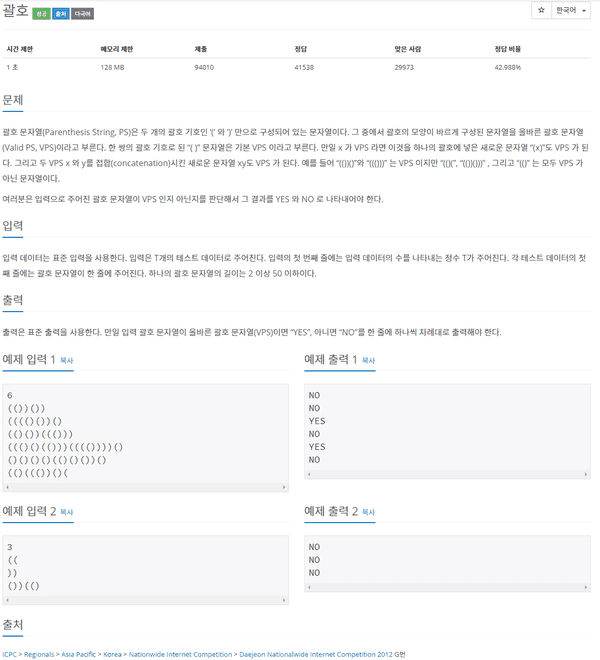 괄호 성공 출처 다국어
☆ 한국어
시간 제한 메모리 제한 제출 정답 맞은 사람 정답 비율
1 초 128 MB 94010 41538 29973 42.988%
문제
괄호 문자열(Parenthesis String, PS)은 두 개의 괄호 기호인 ‘(’ 와 ‘)’ 만으로 구성되어 있는 문자열이다. 그 중에서 괄호의 모양이 바르게 구성된 문자열을 올바른 괄호 문자열
(Valid PS, VPS)이라고 부른다. 한 쌍의 괄호 기호로 된 “( )” 문자열은 기본 VPS 이라고 부른다. 만일 x 가 VPS 라면 이것을 하나의 괄호에 넣은 새로운 문자열 “(x)”도 VPS 가 된
다. 그리고 두 VPS x 와 y를 접합(concatenation)시킨 새로운 문자열 xy도 VPS 가 된다. 예를 들어 “(())()”와 “((()))” 는 VPS 이지만 “(()(”, “(())()))” , 그리고 “(()” 는 모두 VPS 가
아닌 문자열이다.
여러분은 입력으로 주어진 괄호 문자열이 VPS 인지 아닌지를 판단해서 그 결과를 YES 와 NO 로 나타내어야 한다.
입력
입력 데이터는 표준 입력을 사용한다. 입력은 T개의 테스트 데이터로 주어진다. 입력의 첫 번째 줄에는 입력 데이터의 수를 나타내는 정수 T가 주어진다. 각 테스트 데이터의 첫
째 줄에는 괄호 문자열이 한 줄에 주어진다. 하나의 괄호 문자열의 길이는 2 이상 50 이하이다.
출력
출력은 표준 출력을 사용한다. 만일 입력 괄호 문자열이 올바른 괄호 문자열(VPS)이면 “YES”, 아니면 “NO”를 한 줄에 하나씩 차례대로 출력해야 한다.
예제 입력 1 복사
6
(())())
(((()())()
(()())((()))
((()()(()))(((())))()
()()()()(()()())()
(()((())()(
예제 출력 1 복사
NO
NO
YES
NO
YES
NO
예제 입력 2 복사
3
((
))
())(()
예제 출력 2 복사
NO
NO
NO
출처
ICPC > Regionals > Asia Pacific > Korea > Nationwide Internet Competition > Daejeon Nationalwide Internet Competition 2012 G번